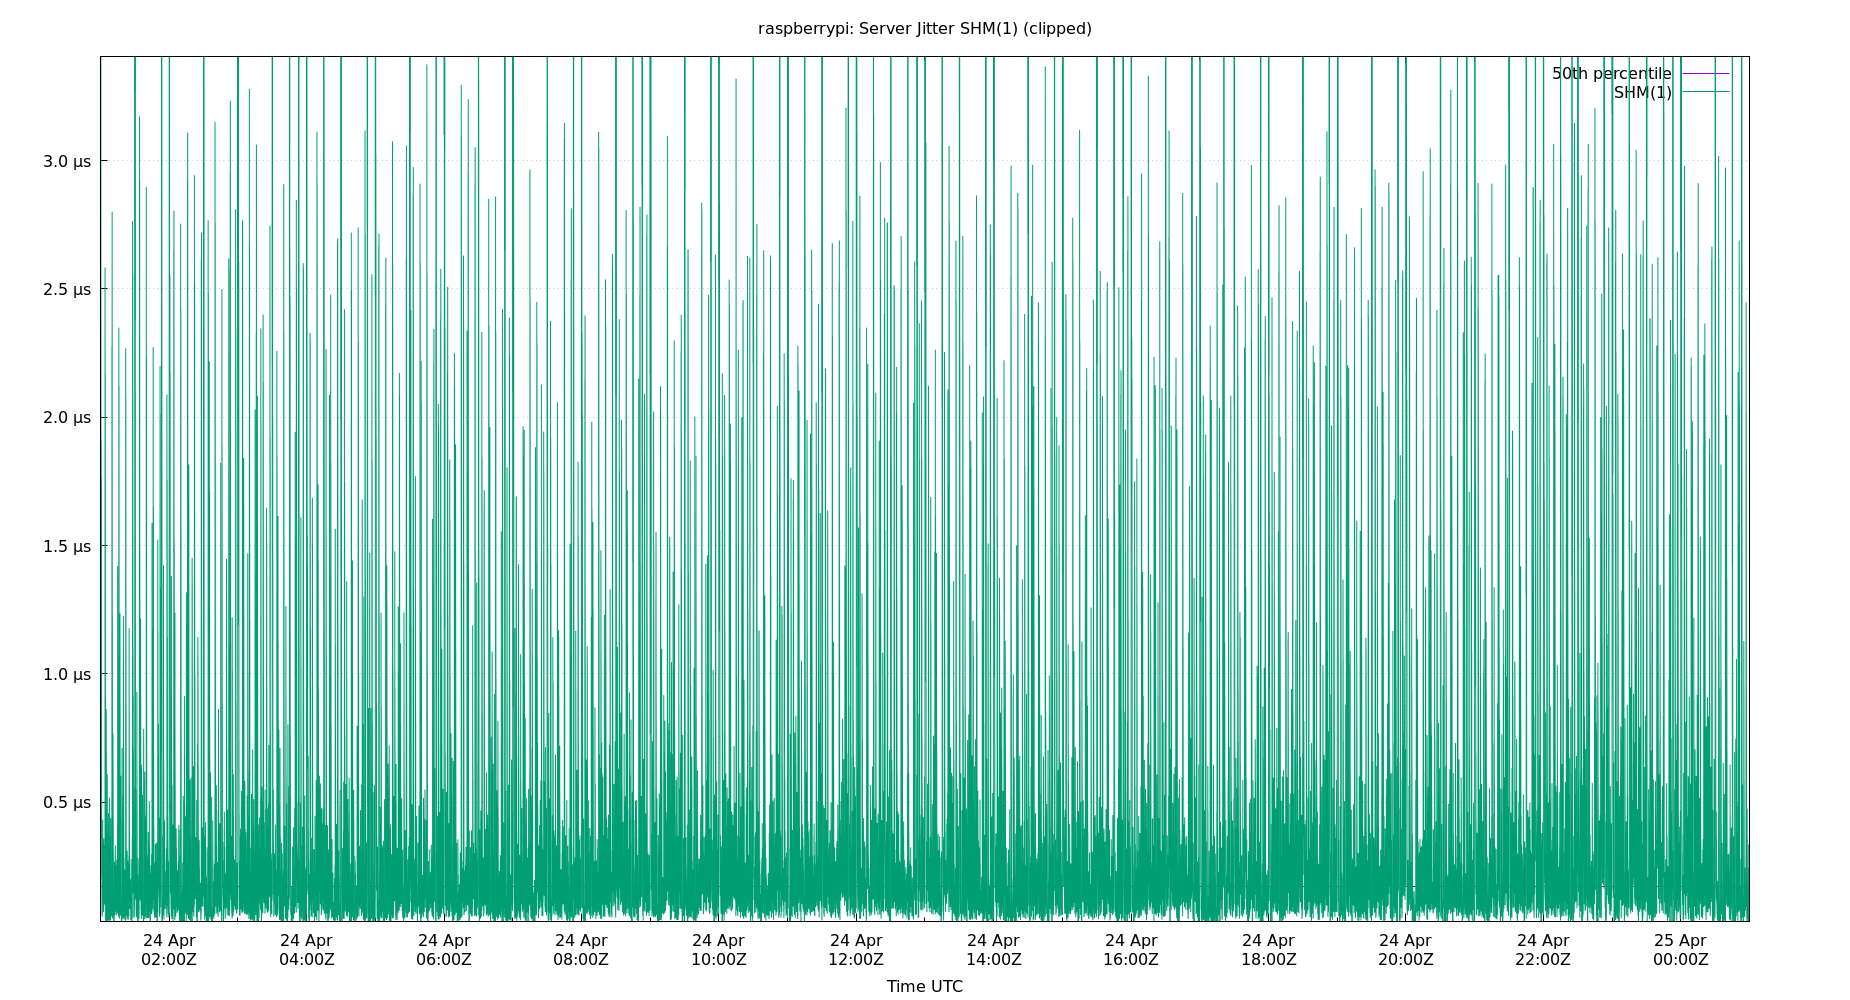 raspberrypi: Server Jitter SHM(1) (clipped)
50th percentile
SHM(1)
3.0 µs
2.5 µs
2.0 µs
1.5 µs
1.0 µs
0.5 µs
24 Apr 24 Apr 24 Apr 24 Apr 24 Apr 24 Apr 24 Apr 24 Apr 24 Apr 24 Apr 24 Apr 25 Apr
02:00Z 04:00Z 06:00Z 08:00Z 10:00Z 12:00Z 14:00Z 16:00Z 18:00Z 20:00Z 22:00Z 00:00Z
Time UTC